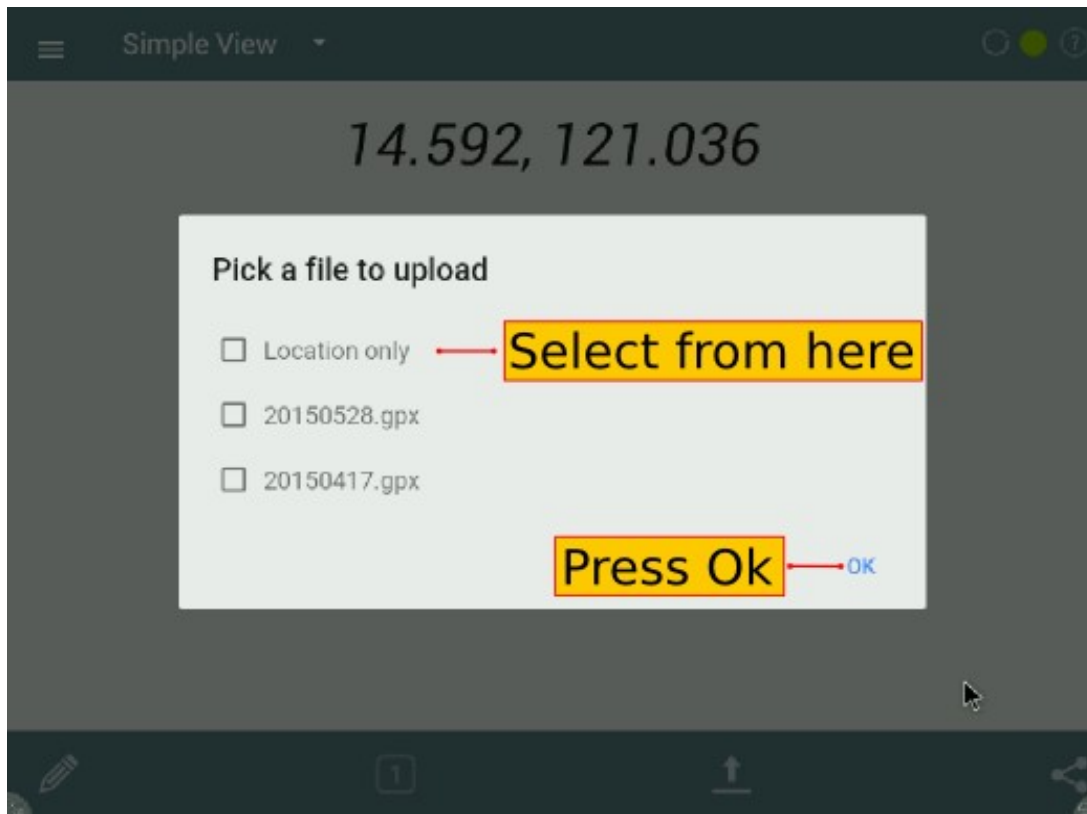 Simple View
14.592, 121.036
Pick a file to upload
Location only
Select from here
20150528.gpx
20150417.gpx
Press Ok
OK
1